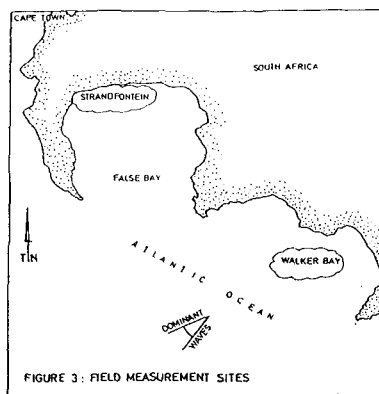 CAPE TOWN
SOUTH AFRICA
STRANDFONTEIN
FALSE BAY
TN
ATLANTIC OCEAN
WALKER BAY
DOMINANT
WAVES
FIGURE 3 : FIELD MEASUREMENT SITES